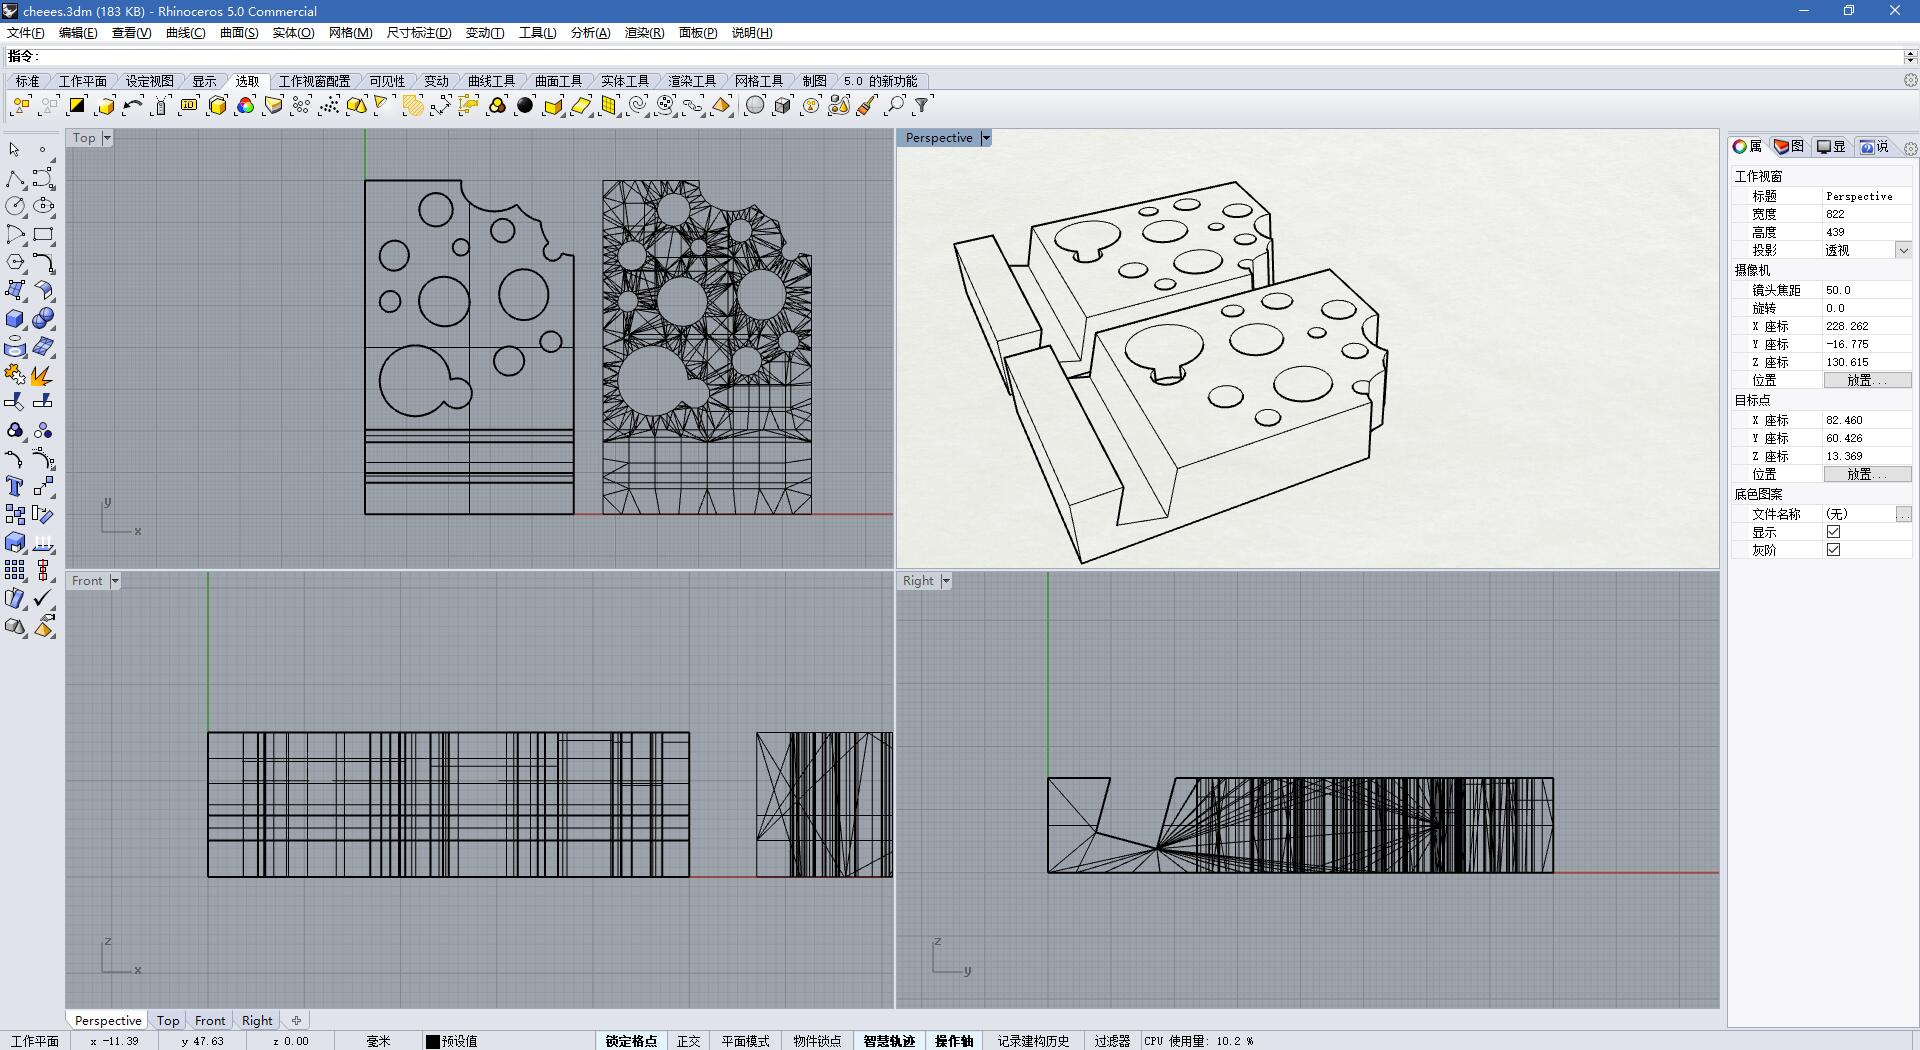 cheees.3dm (183 KB) - Rhinoceros 5.0 Commercial
文件(F) 编辑(E) 查看(V) 曲线(C) 曲面(S) 实体(O) 网格(M) 尺寸标注(D) 变动(T) 工具(L) 分析(A) 渲染(R) 面板(P) 说明(H)
指令:
标准 工作平面 设定视图 显示 选取 工作视窗配置 可见性 变动 曲线工具 曲面工具 实体工具 渲染工具 网格工具 制图 5.0 的新功能
Top
y
x
Perspective
Front
z
x
Right
z
y
属 图 显 说
工作视窗
标题 Perspective
宽度 822
高度 439
投影 透视
摄像机
镜头焦距 50.0
旋转 0.0
X 座标 228.262
Y 座标 -16.775
Z 座标 130.615
位置 放置...
目标点
X 座标 82.460
Y 座标 60.426
Z 座标 13.369
位置 放置...
底色图案
文件名称 (无) ...
显示
灰阶
Perspective Top Front Right
工作平面 x -11.39 y 47.63 z 0.00 毫米 预设值 锁定格点 正交 平面模式 物件锁点 智慧轨迹 操作轴 记录建构历史 过滤器 CPU 使用量: 10.2 %